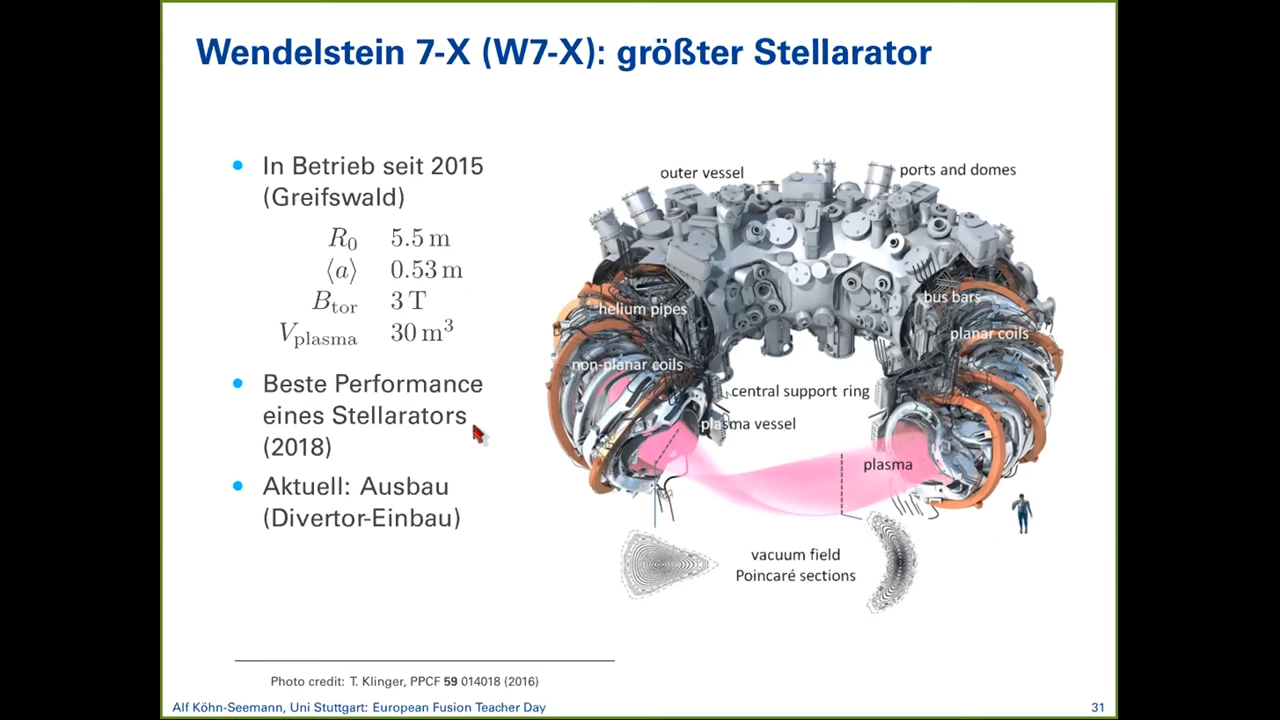 Wendelstein 7-X (W7-X): größter Stellarator
In Betrieb seit 2015
(Greifswald)
R₀ 5.5 m
⟨a⟩ 0.53 m
B_tor 3 T
V_plasma 30 m³
Beste Performance
eines Stellarators
(2018)
Aktuell: Ausbau
(Divertor-Einbau)
outer vessel
ports and domes
helium pipes
bus bars
planar coils
non-planar coils
central support ring
plasma vessel
plasma
vacuum field
Poincaré sections
Photo credit: T. Klinger, PPCF 59 014018 (2016)
Alf Köhn-Seemann, Uni Stuttgart: European Fusion Teacher Day
31